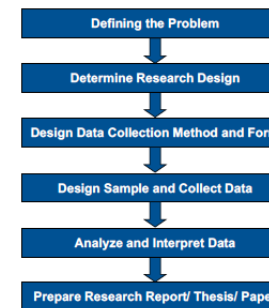 Defining the Problem
Determine Research Design
Design Data Collection Method and For
Design Sample and Collect Data
Analyze and Interpret Data
Prepare Research Report/ Thesis/ Pape